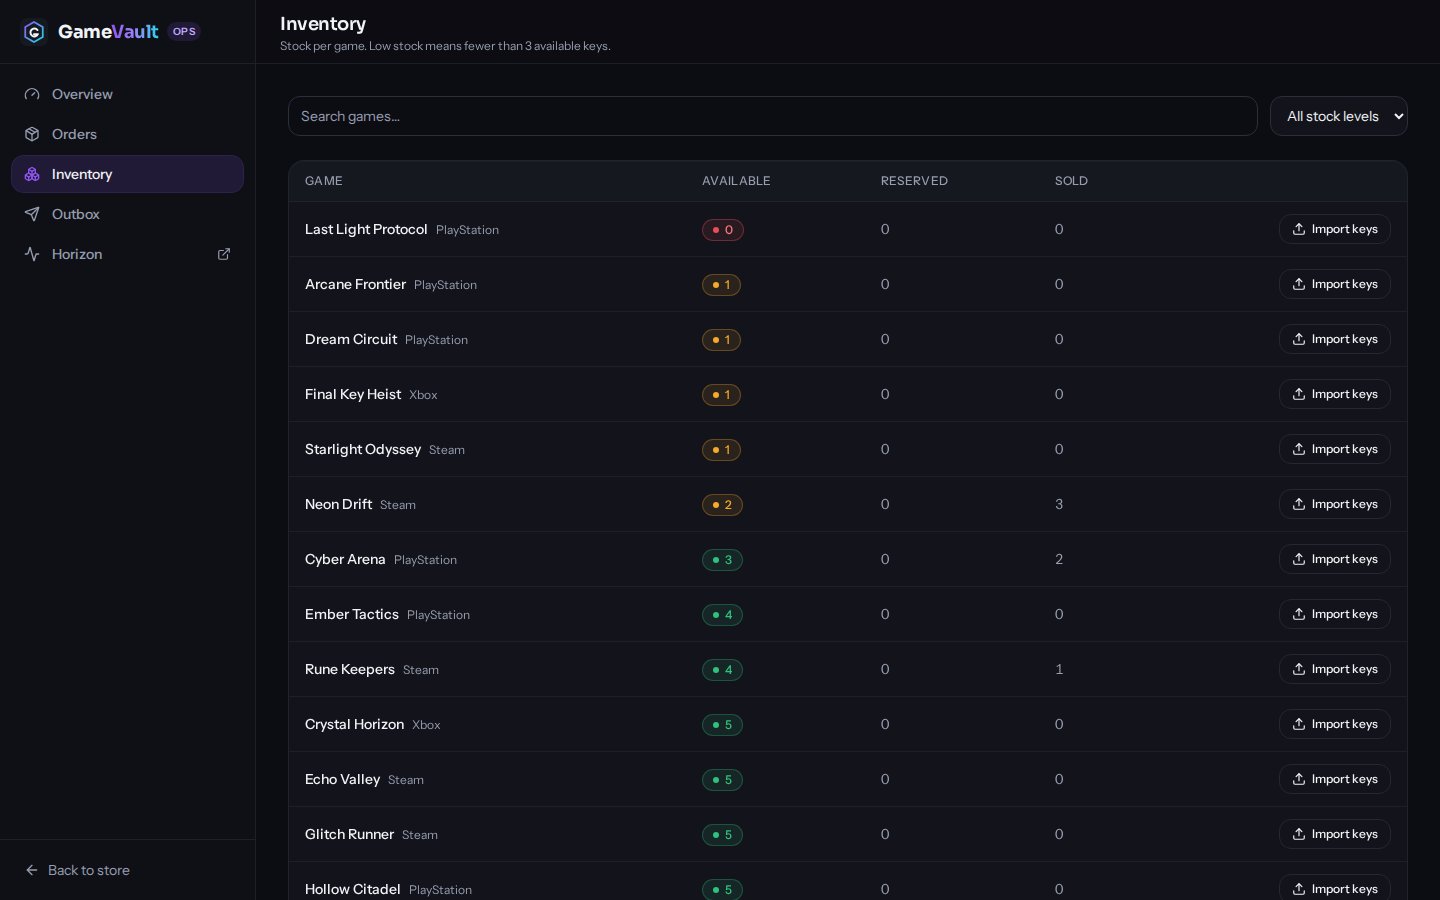 GameVault OPS
Overview
Orders
Inventory
Outbox
Horizon
Back to store
Inventory
Stock per game. Low stock means fewer than 3 available keys.
Search games...
All stock levels
GAME AVAILABLE RESERVED SOLD
Last Light Protocol PlayStation 0 0 0 Import keys
Arcane Frontier PlayStation 1 0 0 Import keys
Dream Circuit PlayStation 1 0 0 Import keys
Final Key Heist Xbox 1 0 0 Import keys
Starlight Odyssey Steam 1 0 0 Import keys
Neon Drift Steam 2 0 3 Import keys
Cyber Arena PlayStation 3 0 2 Import keys
Ember Tactics PlayStation 4 0 0 Import keys
Rune Keepers Steam 4 0 1 Import keys
Crystal Horizon Xbox 5 0 0 Import keys
Echo Valley Steam 5 0 0 Import keys
Glitch Runner Steam 5 0 0 Import keys
Hollow Citadel PlayStation 5 0 0 Import keys